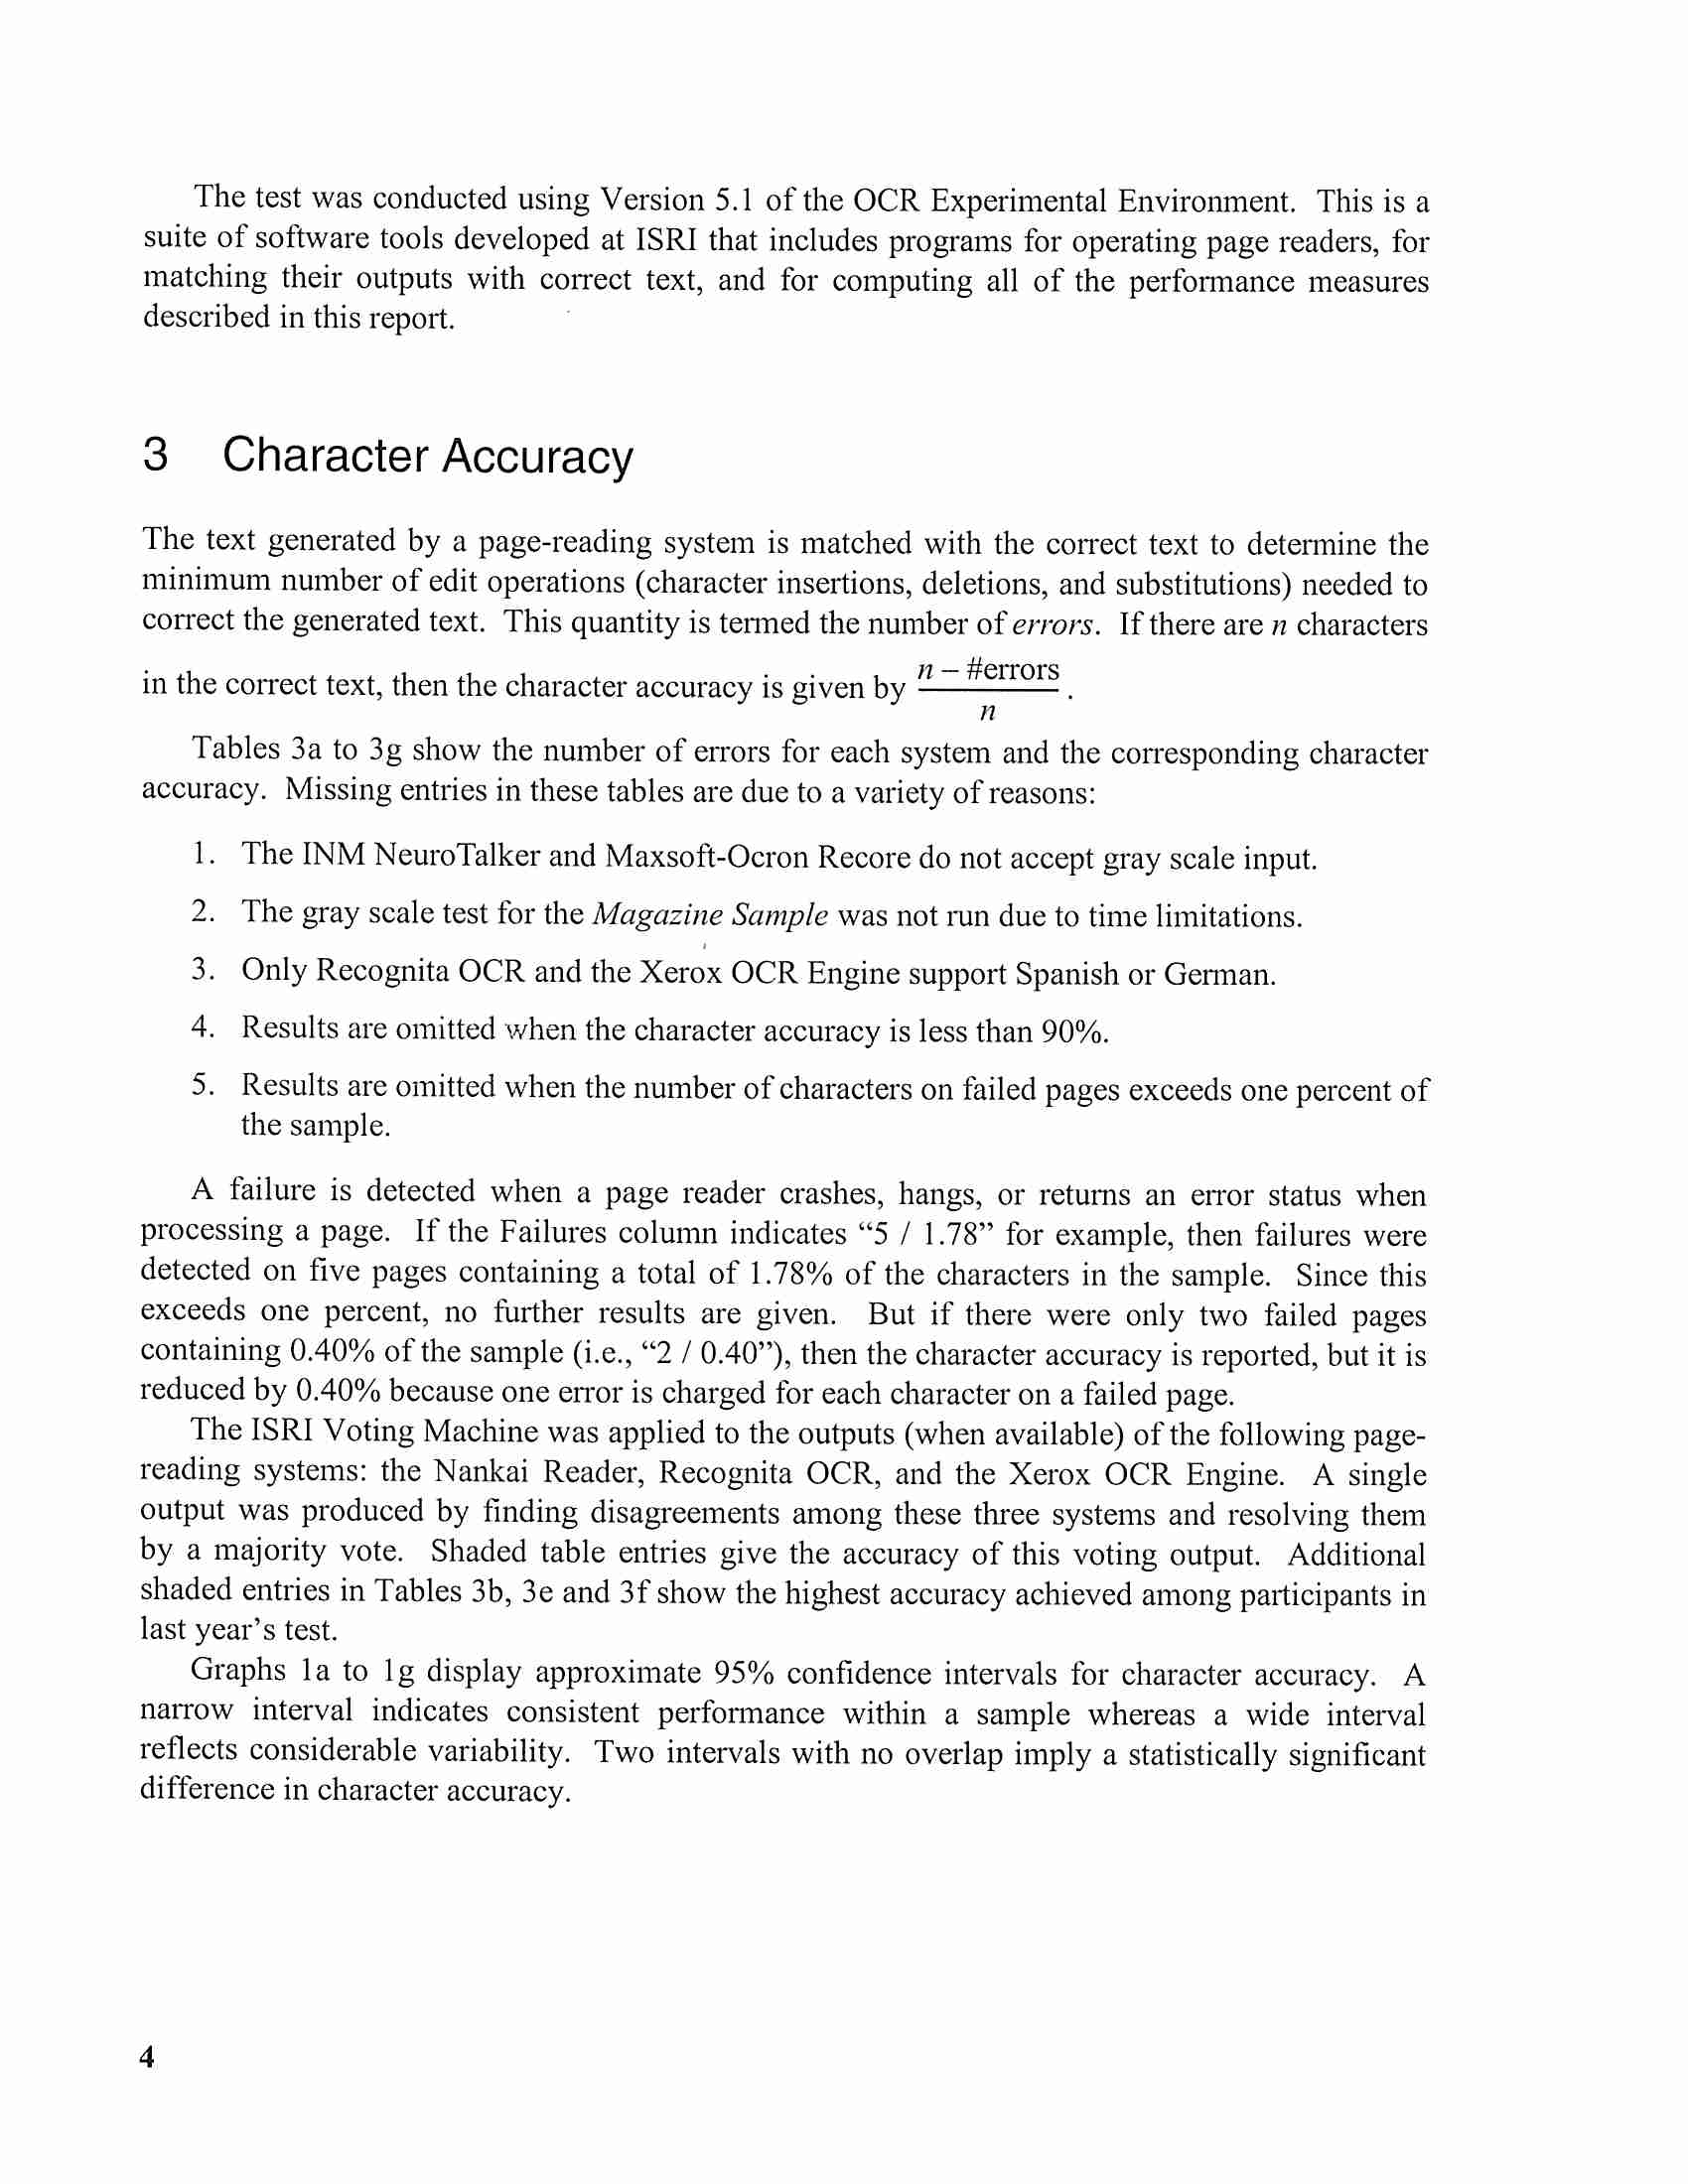 The test was conducted using Version 5.1 of the OCR Experimental Environment. This is a
suite of software tools developed at ISRI that includes programs for operating page readers, for
matching their outputs with correct text, and for computing all of the performance measures
described in this report.
3 Character Accuracy
The text generated by a page-reading system is matched with the correct text to determine the
minimum number of edit operations (character insertions, deletions, and substitutions) needed to
correct the generated text. This quantity is termed the number of errors. If there are n characters
in the correct text, then the character accuracy is given by (n – #errors)/n.
Tables 3a to 3g show the number of errors for each system and the corresponding character
accuracy. Missing entries in these tables are due to a variety of reasons:
1. The INM NeuroTalker and Maxsoft-Ocron Recore do not accept gray scale input.
2. The gray scale test for the Magazine Sample was not run due to time limitations.
3. Only Recognita OCR and the Xerox OCR Engine support Spanish or German.
4. Results are omitted when the character accuracy is less than 90%.
5. Results are omitted when the number of characters on failed pages exceeds one percent of
the sample.
A failure is detected when a page reader crashes, hangs, or returns an error status when
processing a page. If the Failures column indicates “5 / 1.78” for example, then failures were
detected on five pages containing a total of 1.78% of the characters in the sample. Since this
exceeds one percent, no further results are given. But if there were only two failed pages
containing 0.40% of the sample (i.e., “2 / 0.40”), then the character accuracy is reported, but it is
reduced by 0.40% because one error is charged for each character on a failed page.
The ISRI Voting Machine was applied to the outputs (when available) of the following page-
reading systems: the Nankai Reader, Recognita OCR, and the Xerox OCR Engine. A single
output was produced by finding disagreements among these three systems and resolving them
by a majority vote. Shaded table entries give the accuracy of this voting output. Additional
shaded entries in Tables 3b, 3e and 3f show the highest accuracy achieved among participants in
last year’s test.
Graphs 1a to 1g display approximate 95% confidence intervals for character accuracy. A
narrow interval indicates consistent performance within a sample whereas a wide interval
reflects considerable variability. Two intervals with no overlap imply a statistically significant
difference in character accuracy.
4